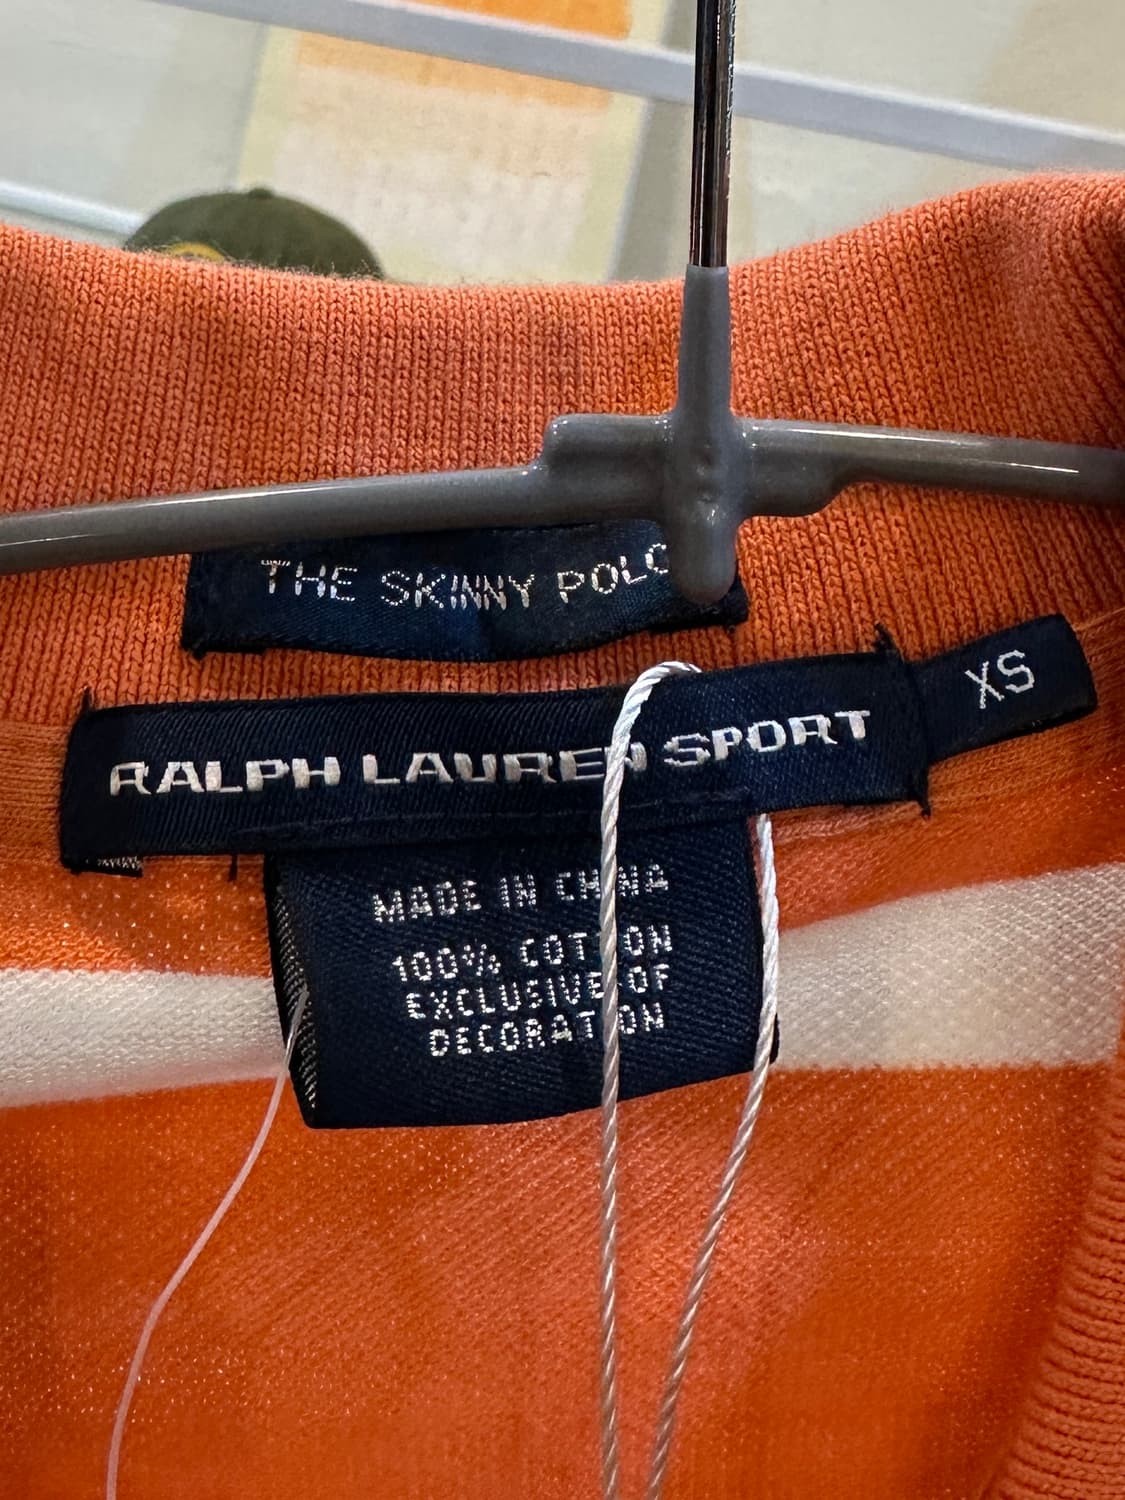 THE SKINNY POLO
RALPH LAUREN SPORT
XS
MADE IN CHINA
100% COTTON
EXCLUSIVE OF
DECORATION